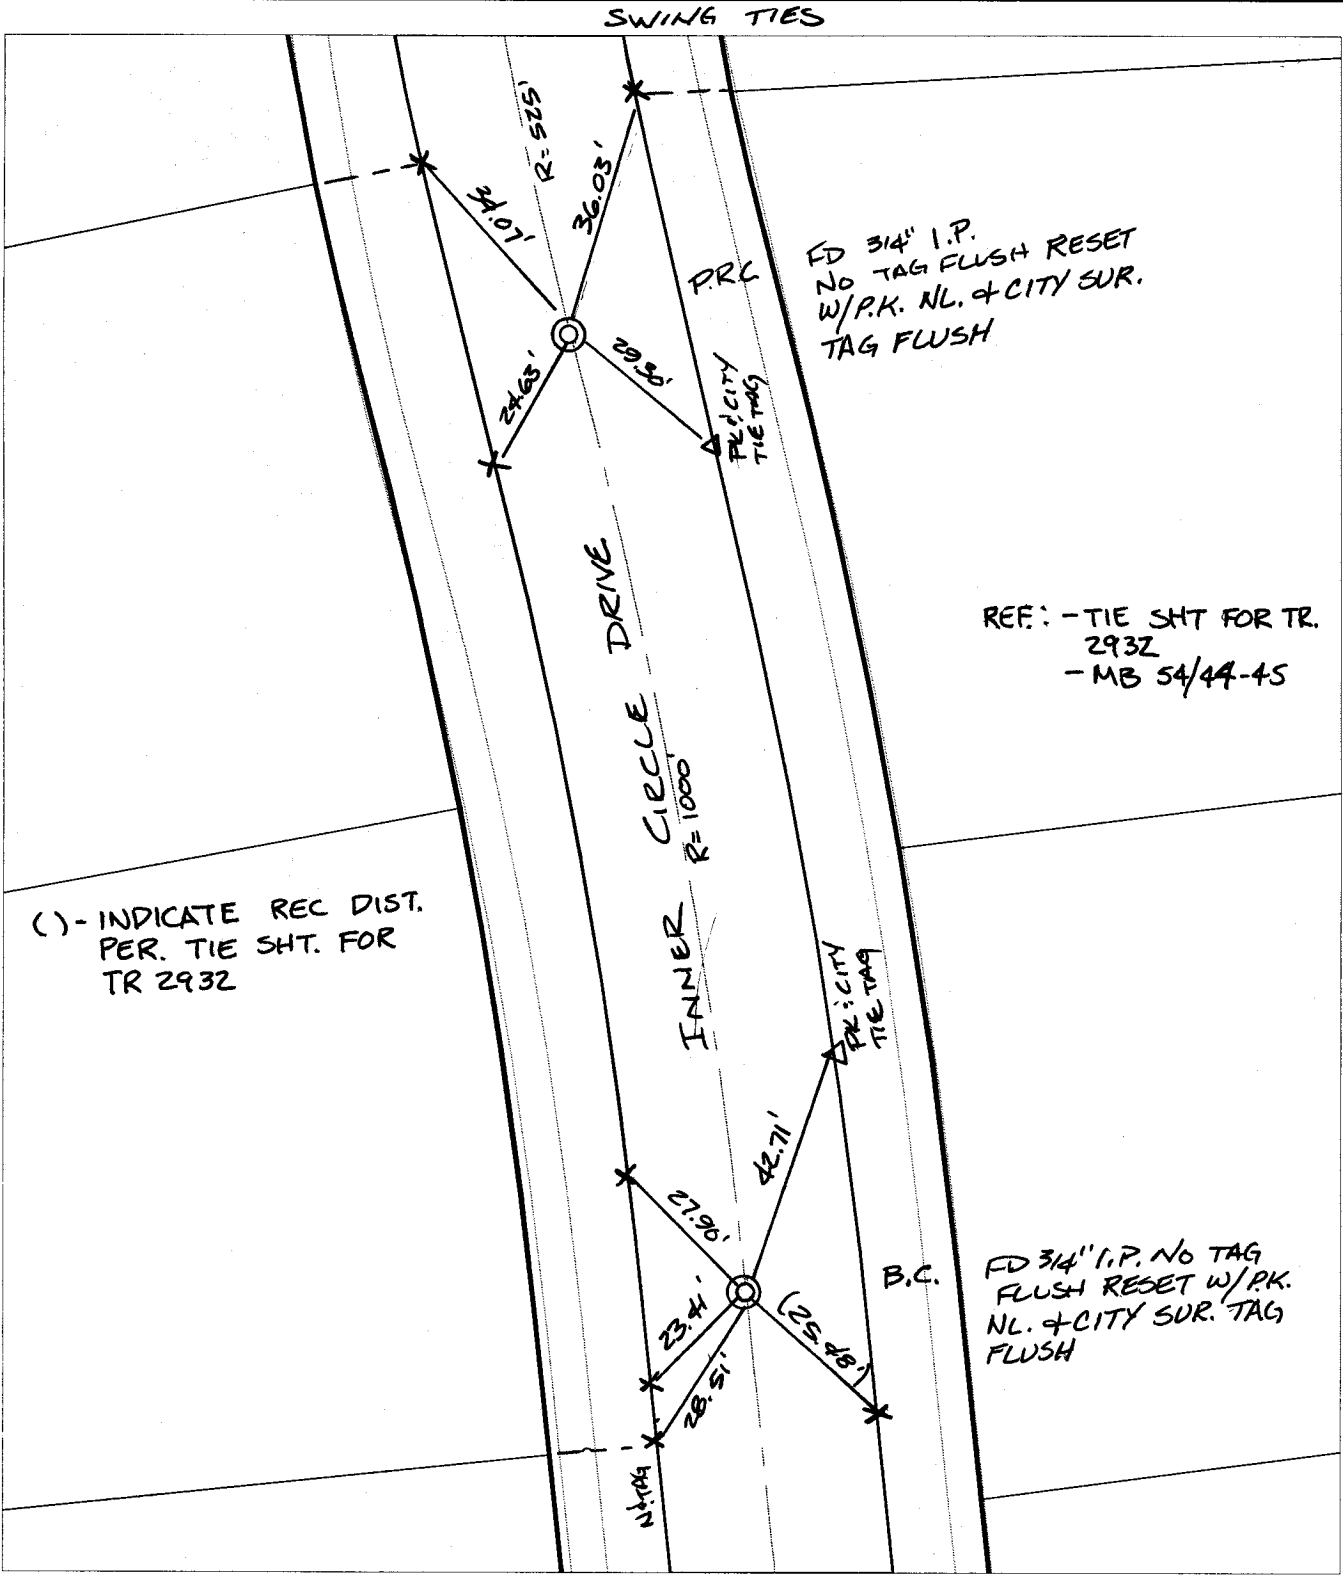 SWING TIES
R=525'
34.07'
36.03'
P.R.C
FD 3/4" I.P.
NO TAG FLUSH RESET
W/P.K. NL. & CITY SUR.
TAG FLUSH
24.63'
29.30'
PK & CITY
TIE TAG
INNER CIRCLE DRIVE
R=1000'
REF.: - TIE SHT FOR TR.
2932
- MB 54/44-45
( ) - INDICATE REC DIST.
PER. TIE SHT. FOR
TR 2932
PK & CITY
TIE TAG
42.71'
27.90'
B.C.
FD 3/4" I.P. NO TAG
FLUSH RESET W/P.K.
NL. & CITY SUR. TAG
FLUSH
23.41'
(25.48')
28.51'
NO TAG